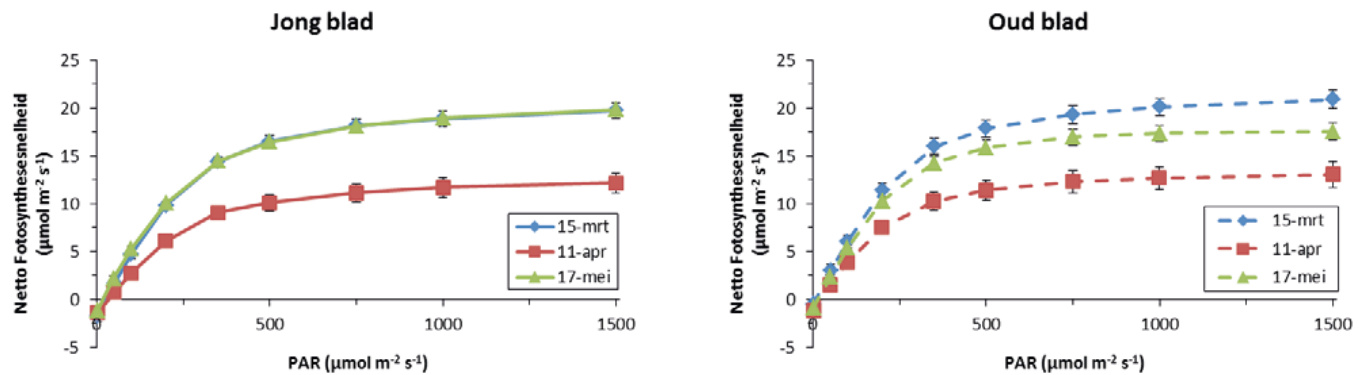 Jong blad
25
20
15
10
5
0
-5
0
500
1000
1500
Netto Fotosynthesesnelheid
(µmol m⁻² s⁻¹)
PAR (µmol m⁻² s⁻¹)
15-mrt
11-apr
17-mei
Oud blad
25
20
15
10
5
0
-5
0
500
1000
1500
Netto Fotosynthesesnelheid
(µmol m⁻² s⁻¹)
PAR (µmol m⁻² s⁻¹)
15-mrt
11-apr
17-mei